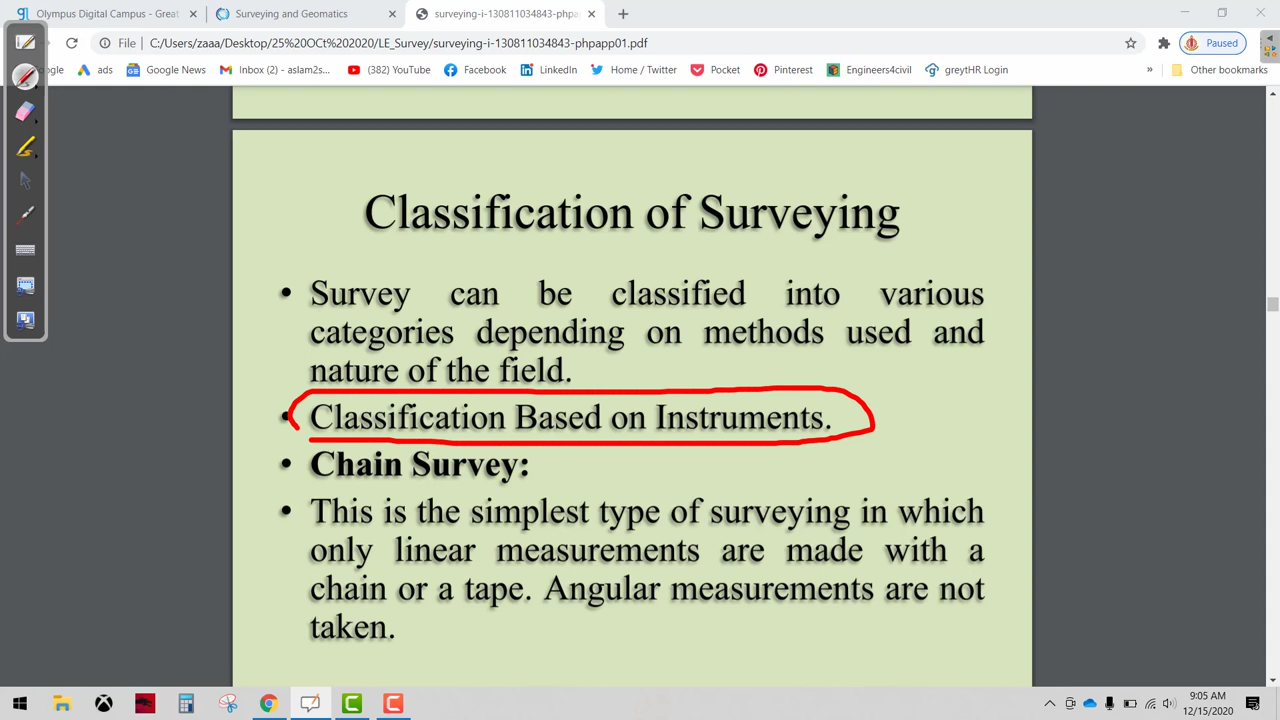 Olympus Digital Campus - Great
Surveying and Geomatics
surveying-i-130811034843-phpa
File
C:/Users/zaaa/Desktop/25%20OCt%202020/LE_Survey/surveying-i-130811034843-phpapp01.pdf
Paused
ogle
ads
Google News
Inbox (2) - aslam2s...
(382) YouTube
Facebook
LinkedIn
Home / Twitter
Pocket
Pinterest
Engineers4civil
greytHR Login
»
Other bookmarks
Classification of Surveying
• Survey can be classified into various
categories depending on methods used and
nature of the field.
• Classification Based on Instruments.
• Chain Survey:
• This is the simplest type of surveying in which
only linear measurements are made with a
chain or a tape. Angular measurements are not
taken.
9:05 AM
12/15/2020